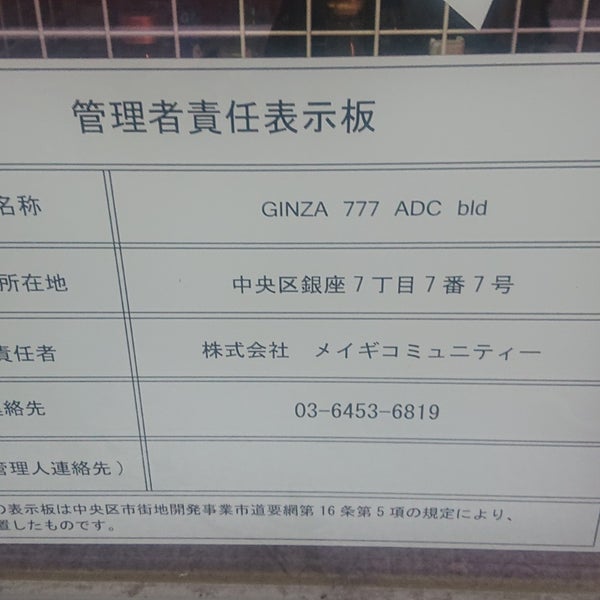 管理者責任表示板
名称 GINZA 777 ADC bld
所在地 中央区銀座7丁目7番7号
責任者 株式会社 メイギコミュニティー
連絡先 03-6453-6819
管理人連絡先）
の表示板は中央区市街地開発事業市道要綱第16条第5項の規定により、
置したものです。